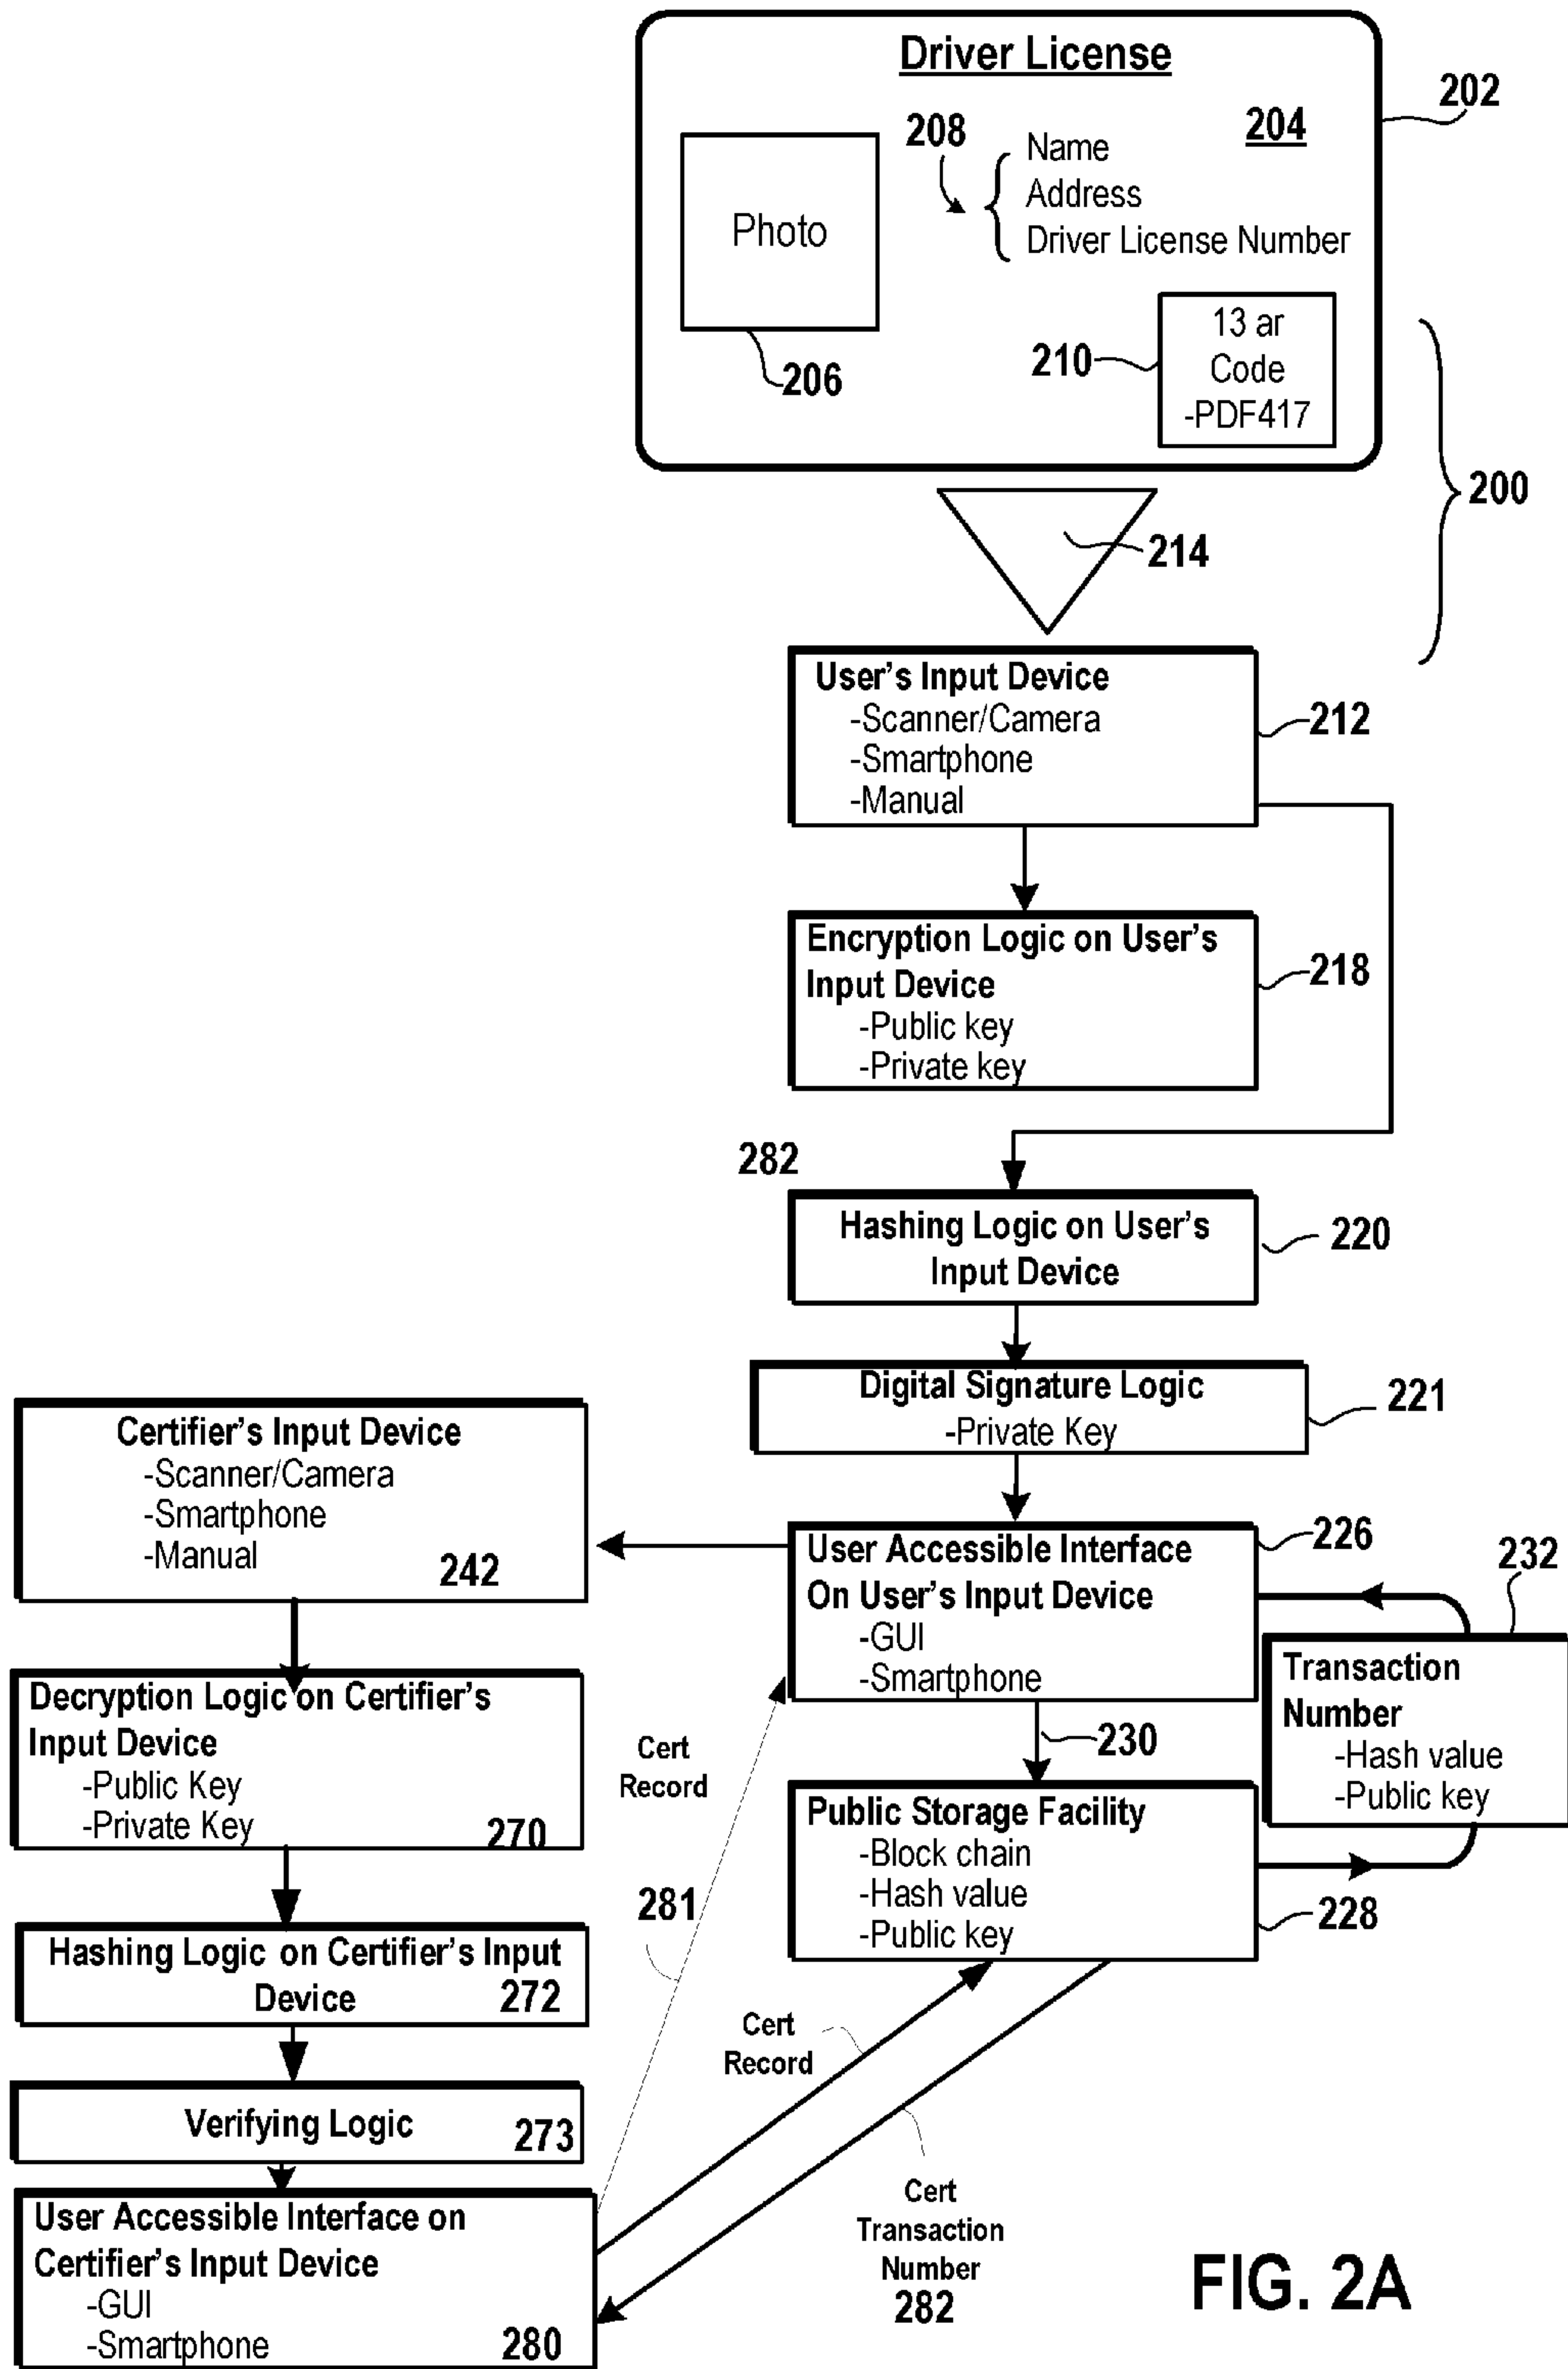 Driver License
202
204
208
Name
Address
Driver License Number
Photo
206
210
13 ar
Code
-PDF417
200
214
User's Input Device
-Scanner/Camera
-Smartphone
-Manual
212
Encryption Logic on User's
Input Device
-Public key
-Private key
218
282
Hashing Logic on User's
Input Device
220
Digital Signature Logic
-Private Key
221
Certifier's Input Device
-Scanner/Camera
-Smartphone
-Manual
242
User Accessible Interface
On User's Input Device
-GUI
-Smartphone
226
232
Transaction
Number
-Hash value
-Public key
230
Decryption Logic on Certifier's
Input Device
-Public Key
-Private Key
270
Cert
Record
Public Storage Facility
-Block chain
-Hash value
-Public key
228
281
Hashing Logic on Certifier's Input
Device
272
Cert
Record
Verifying Logic
273
User Accessible Interface on
Certifier's Input Device
-GUI
-Smartphone
280
Cert
Transaction
Number
282
FIG. 2A